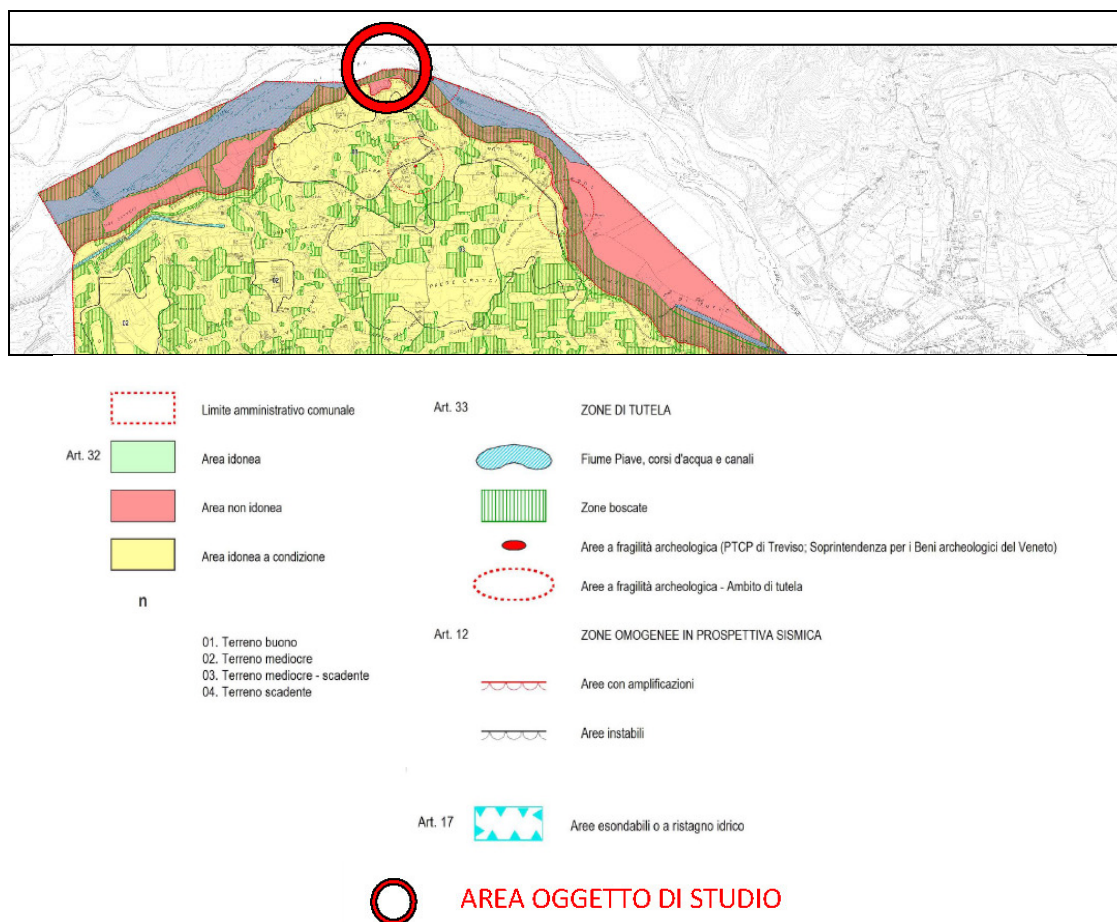 02
02
Limite amministrativo comunale
Art. 32
Area idonea
Area non idonea
Area idonea a condizione
n
01. Terreno buono
02. Terreno mediocre
03. Terreno mediocre - scadente
04. Terreno scadente
Art. 33
ZONE DI TUTELA
Fiume Piave, corsi d'acqua e canali
Zone boscate
Aree a fragilità archeologica (PTCP di Treviso; Soprintendenza per i Beni archeologici del Veneto)
Aree a fragilità archeologica - Ambito di tutela
Art. 12
ZONE OMOGENEE IN PROSPETTIVA SISMICA
Aree con amplificazioni
Aree instabili
Art. 17
Aree esondabili o a ristagno idrico
AREA OGGETTO DI STUDIO